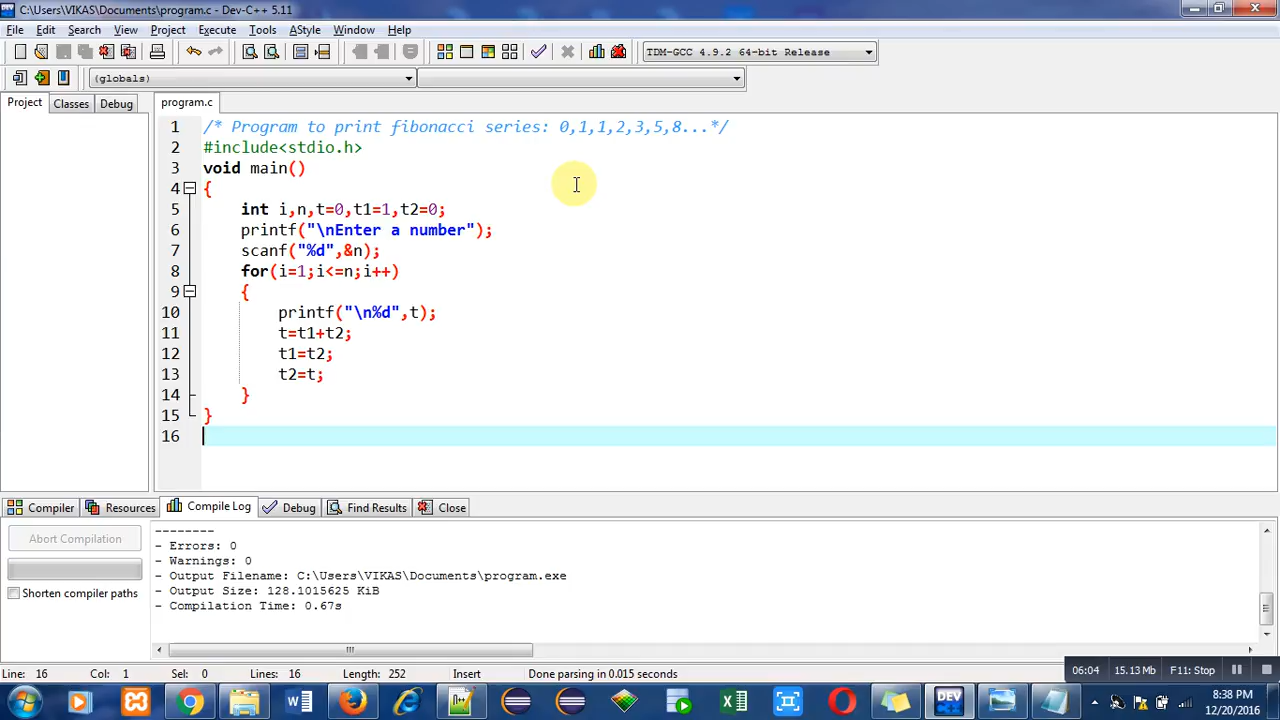 C:\Users\VIKAS\Documents\program.c - Dev-C++ 5.11
File Edit Search View Project Execute Tools AStyle Window Help
TDM-GCC 4.9.2 64-bit Release
(globals)
Project Classes Debug program.c
1 /* Program to print fibonacci series: 0,1,1,2,3,5,8...*/
2 #include<stdio.h>
3 void main()
4 {
5 int i,n,t=0,t1=1,t2=0;
6 printf("\nEnter a number");
7 scanf("%d",&n);
8 for(i=1;i<=n;i++)
9 {
10 printf("\n%d",t);
11 t=t1+t2;
12 t1=t2;
13 t2=t;
14 }
15 }
16
Compiler Resources Compile Log Debug Find Results Close
Abort Compilation
Shorten compiler paths
--------
- Errors: 0
- Warnings: 0
- Output Filename: C:\Users\VIKAS\Documents\program.exe
- Output Size: 128.1015625 KiB
- Compilation Time: 0.67s
Line: 16 Col: 1 Sel: 0 Lines: 16 Length: 252 Insert Done parsing in 0.015 seconds
06:04 15.13 Mb F11: Stop
DEV
8:38 PM
12/20/2016